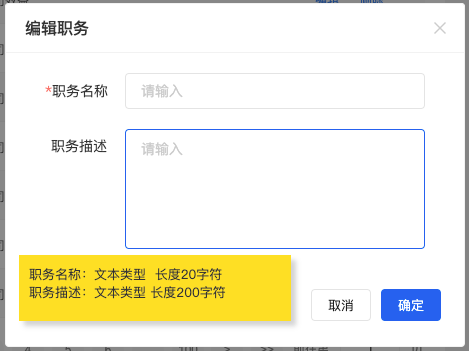 编辑职务
*职务名称 请输入
职务描述 请输入
职务名称：文本类型 长度20字符
职务描述：文本类型 长度200字符
取消 确定